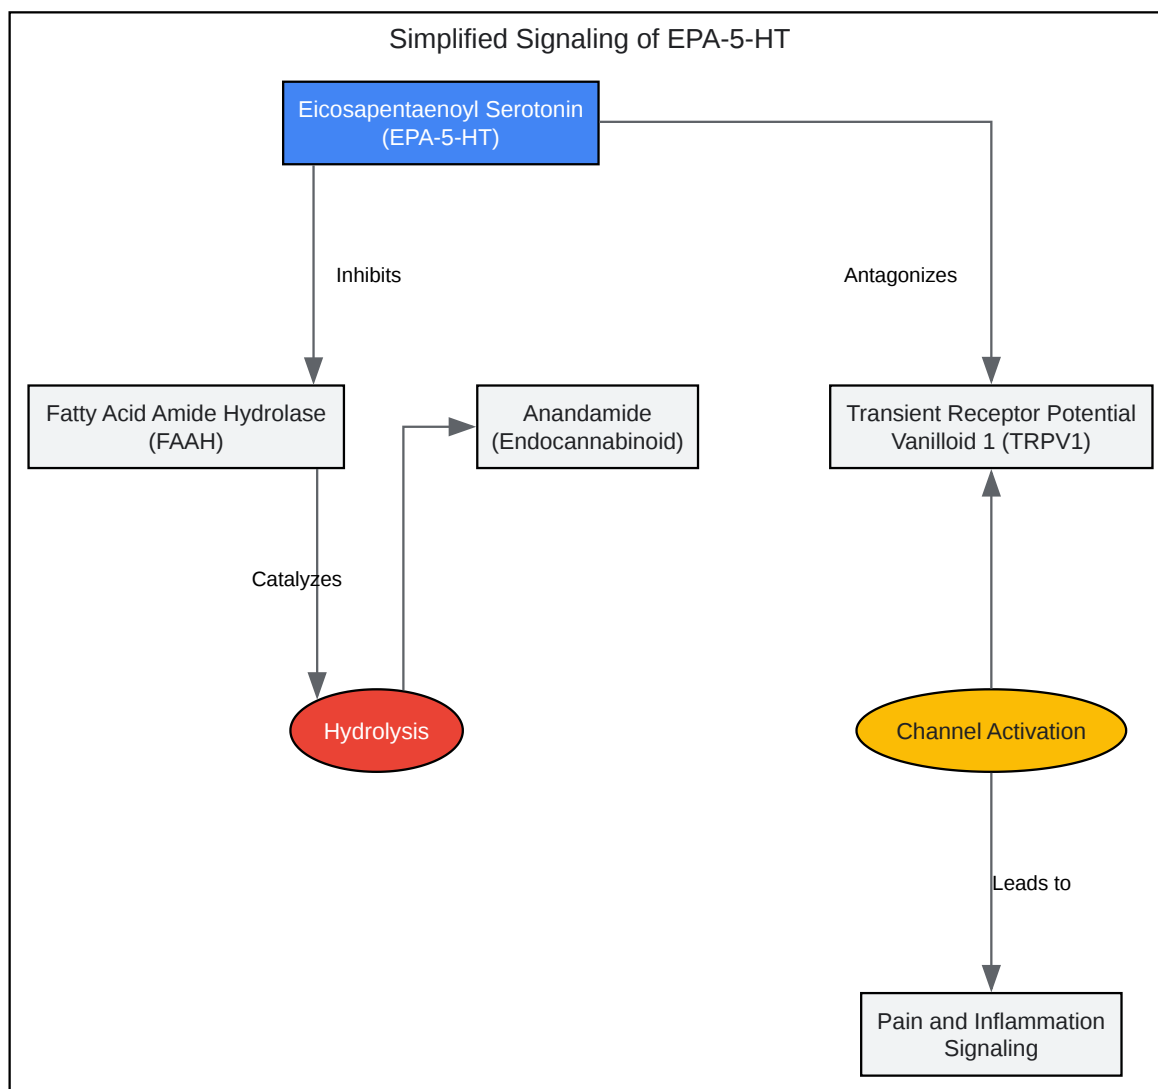 Simplified Signaling of EPA-5-HT
Eicosapentaenoyl Serotonin
(EPA-5-HT)
Inhibits
Antagonizes
Fatty Acid Amide Hydrolase
(FAAH)
Anandamide
(Endocannabinoid)
Transient Receptor Potential
Vanilloid 1 (TRPV1)
Catalyzes
Hydrolysis
Channel Activation
Leads to
Pain and Inflammation
Signaling